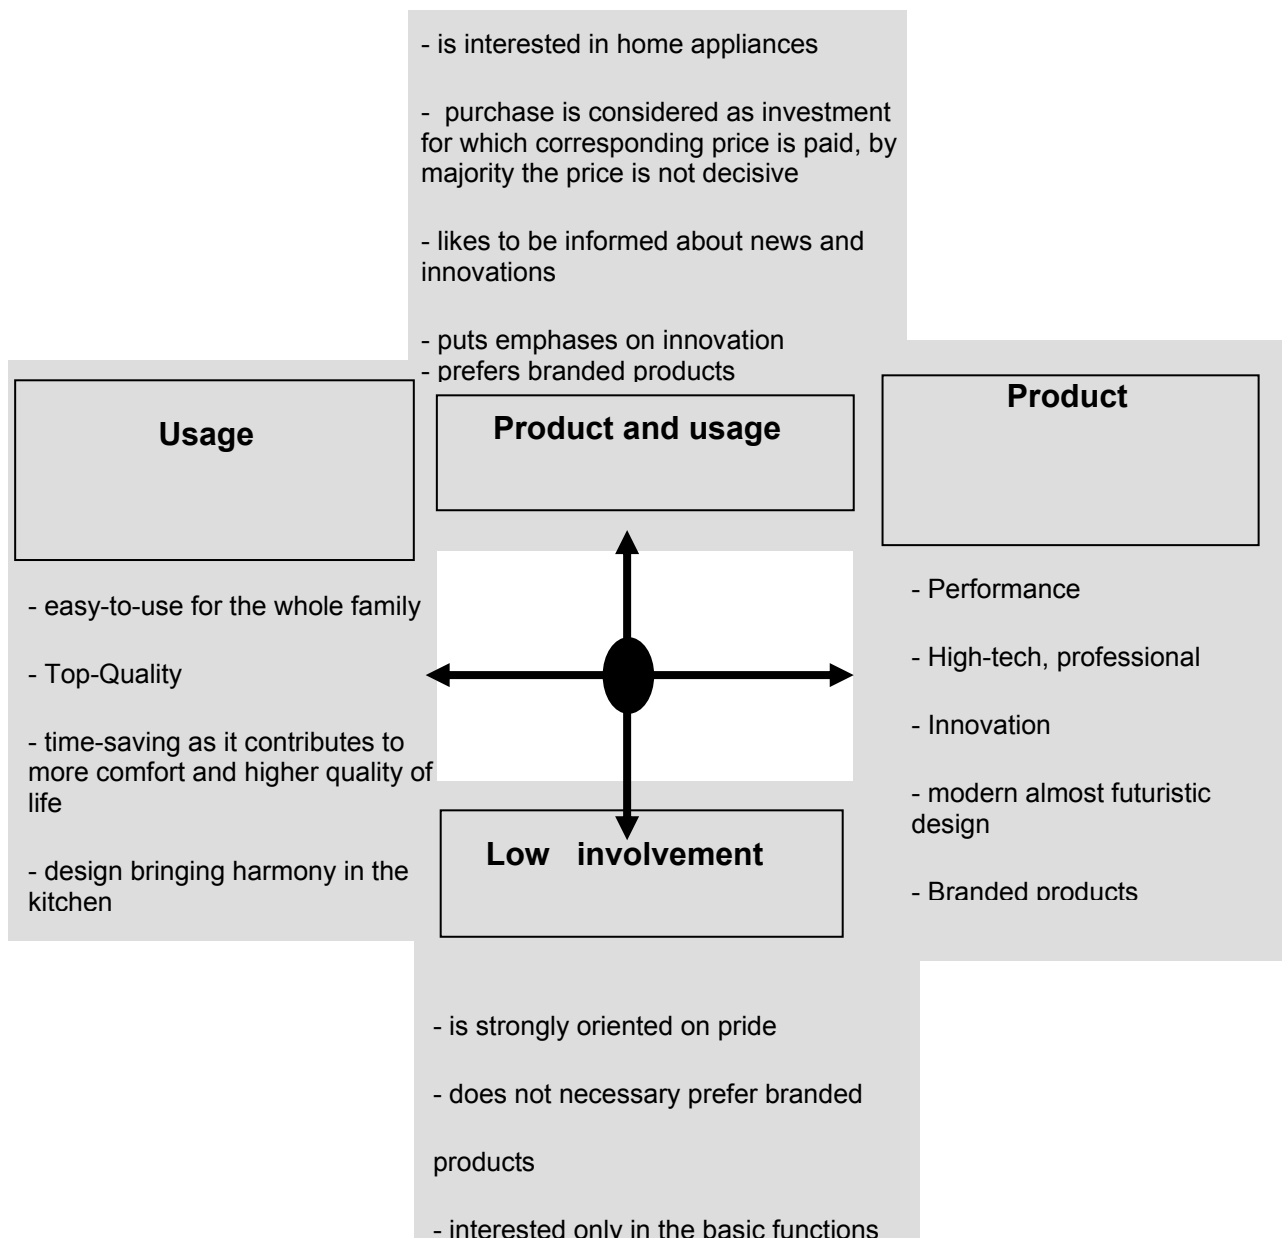 - is interested in home appliances
- purchase is considered as investment
for which corresponding price is paid, by
majority the price is not decisive
- likes to be informed about news and
innovations
- puts emphases on innovation
- prefers branded products
Usage
- easy-to-use for the whole family
- Top-Quality
- time-saving as it contributes to
more comfort and higher quality of
life
- design bringing harmony in the
kitchen
Product and usage
Product
- Performance
- High-tech, professional
- Innovation
- modern almost futuristic
design
- Branded products
Low involvement
- is strongly oriented on pride
- does not necessary prefer branded
products
- interested only in the basic functions